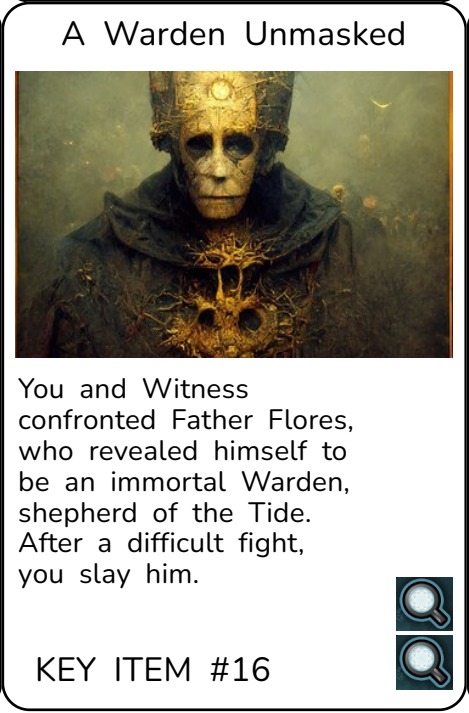 A Warden Unmasked
You and Witness
confronted Father Flores,
who revealed himself to
be an immortal Warden,
shepherd of the Tide.
After a difficult fight,
you slay him.
KEY ITEM #16